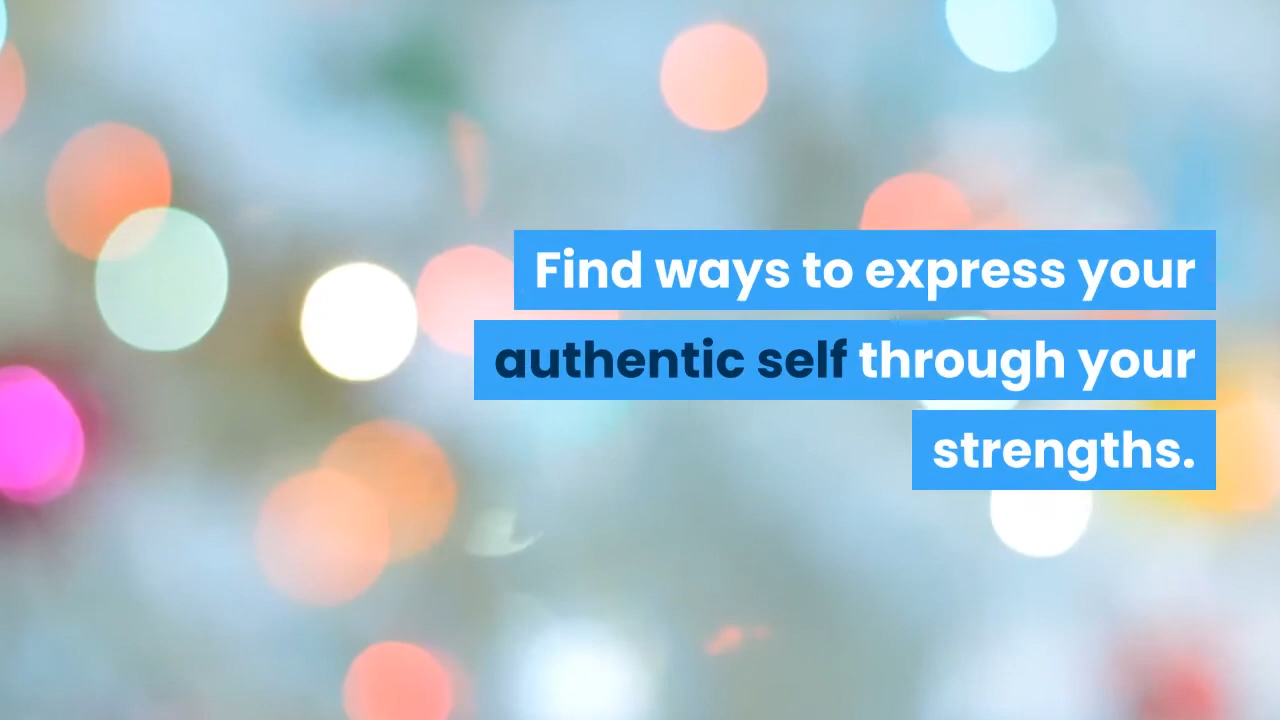 Find ways to express your
authentic self through your
strengths.